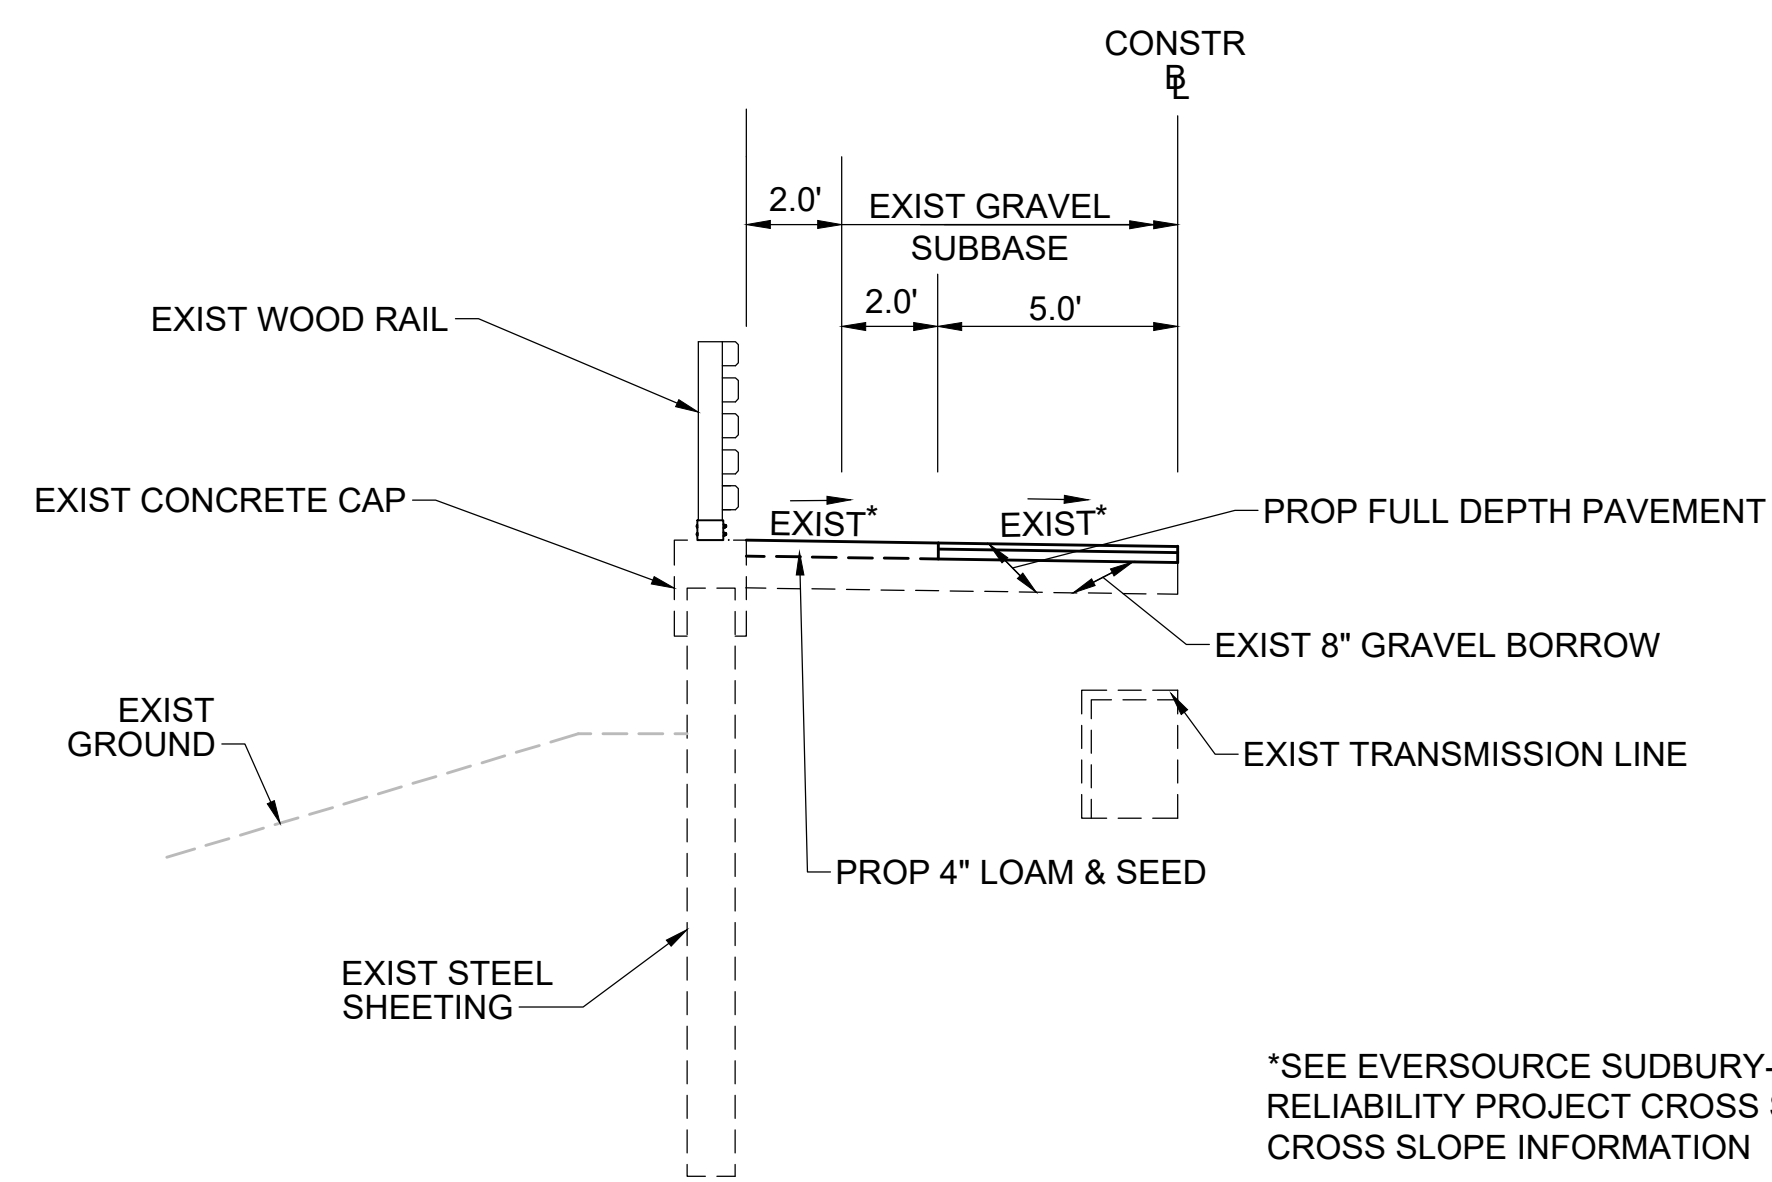 CONSTR
BL
2.0'
EXIST GRAVEL
SUBBASE
2.0'
5.0'
EXIST WOOD RAIL
EXIST CONCRETE CAP
EXIST*
EXIST*
PROP FULL DEPTH PAVEMENT
EXIST 8" GRAVEL BORROW
EXIST
GROUND
EXIST TRANSMISSION LINE
PROP 4" LOAM & SEED
EXIST STEEL
SHEETING
*SEE EVERSOURCE SUDBURY-
RELIABILITY PROJECT CROSS
CROSS SLOPE INFORMATION